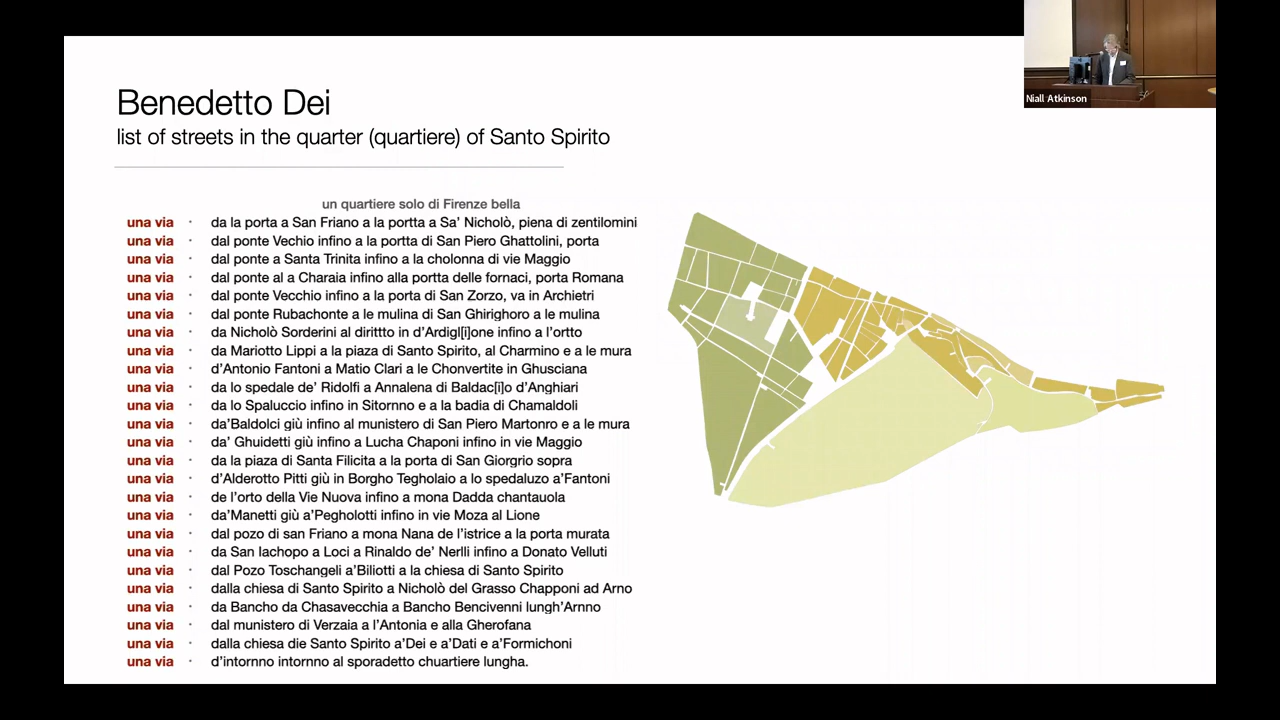 Benedetto Dei
list of streets in the quarter (quartiere) of Santo Spirito
Niall Atkinson
un quartiere solo di Firenze bella
una via · da la porta a San Friano a la portta a Sa' Nicholò, piena di zentilomini
una via · dal ponte Vechio infino a la portta di San Piero Ghattolini, porta
una via · dal ponte a Santa Trinita infino a la cholonna di vie Maggio
una via · dal ponte al a Charaia infino alla portta delle fornaci, porta Romana
una via · dal ponte Vecchio infino a la porta di San Zorzo, va in Archietri
una via · dal ponte Rubachonte a le mulina di San Ghirighoro a le mulina
una via · da Nicholò Sorderini al dirittto in d'Ardigl[i]one infino a l'ortto
una via · da Mariotto Lippi a la piaza di Santo Spirito, al Charmino e a le mura
una via · d'Antonio Fantoni a Matio Clari a le Chonvertite in Ghusciana
una via · da lo spedale de' Ridolfi a Annalena di Baldac[i]o d'Anghiari
una via · da lo Spaluccio infino in Sitornno e a la badia di Chamaldoli
una via · da'Baldolci giù infino al munistero di San Piero Martonro e a le mura
una via · da' Ghuidetti giù infino a Lucha Chaponi infino in vie Maggio
una via · da la piaza di Santa Filicita a la porta di San Giorgrio sopra
una via · d'Alderotto Pitti giù in Borgho Tegholaio a lo spedaluzo a'Fantoni
una via · de l'orto della Vie Nuova infino a mona Dadda chantauola
una via · da'Manetti giù a'Pegholotti infino in vie Moza al Lione
una via · dal pozo di san Friano a mona Nana de l'istrice a la porta murata
una via · da San Iachopo a Loci a Rinaldo de' Nerlli infino a Donato Velluti
una via · dal Pozo Toschangeli a'Biliotti a la chiesa di Santo Spirito
una via · dalla chiesa di Santo Spirito a Nicholò del Grasso Chapponi ad Arno
una via · da Bancho da Chasavecchia a Bancho Bencivenni lungh'Arnno
una via · dal munistero di Verzaia a l'Antonia e alla Gherofana
una via · dalla chiesa die Santo Spirito a'Dei e a'Dati e a'Formichoni
una via · d'intornno intornno al sporadetto chuartiere lungha.